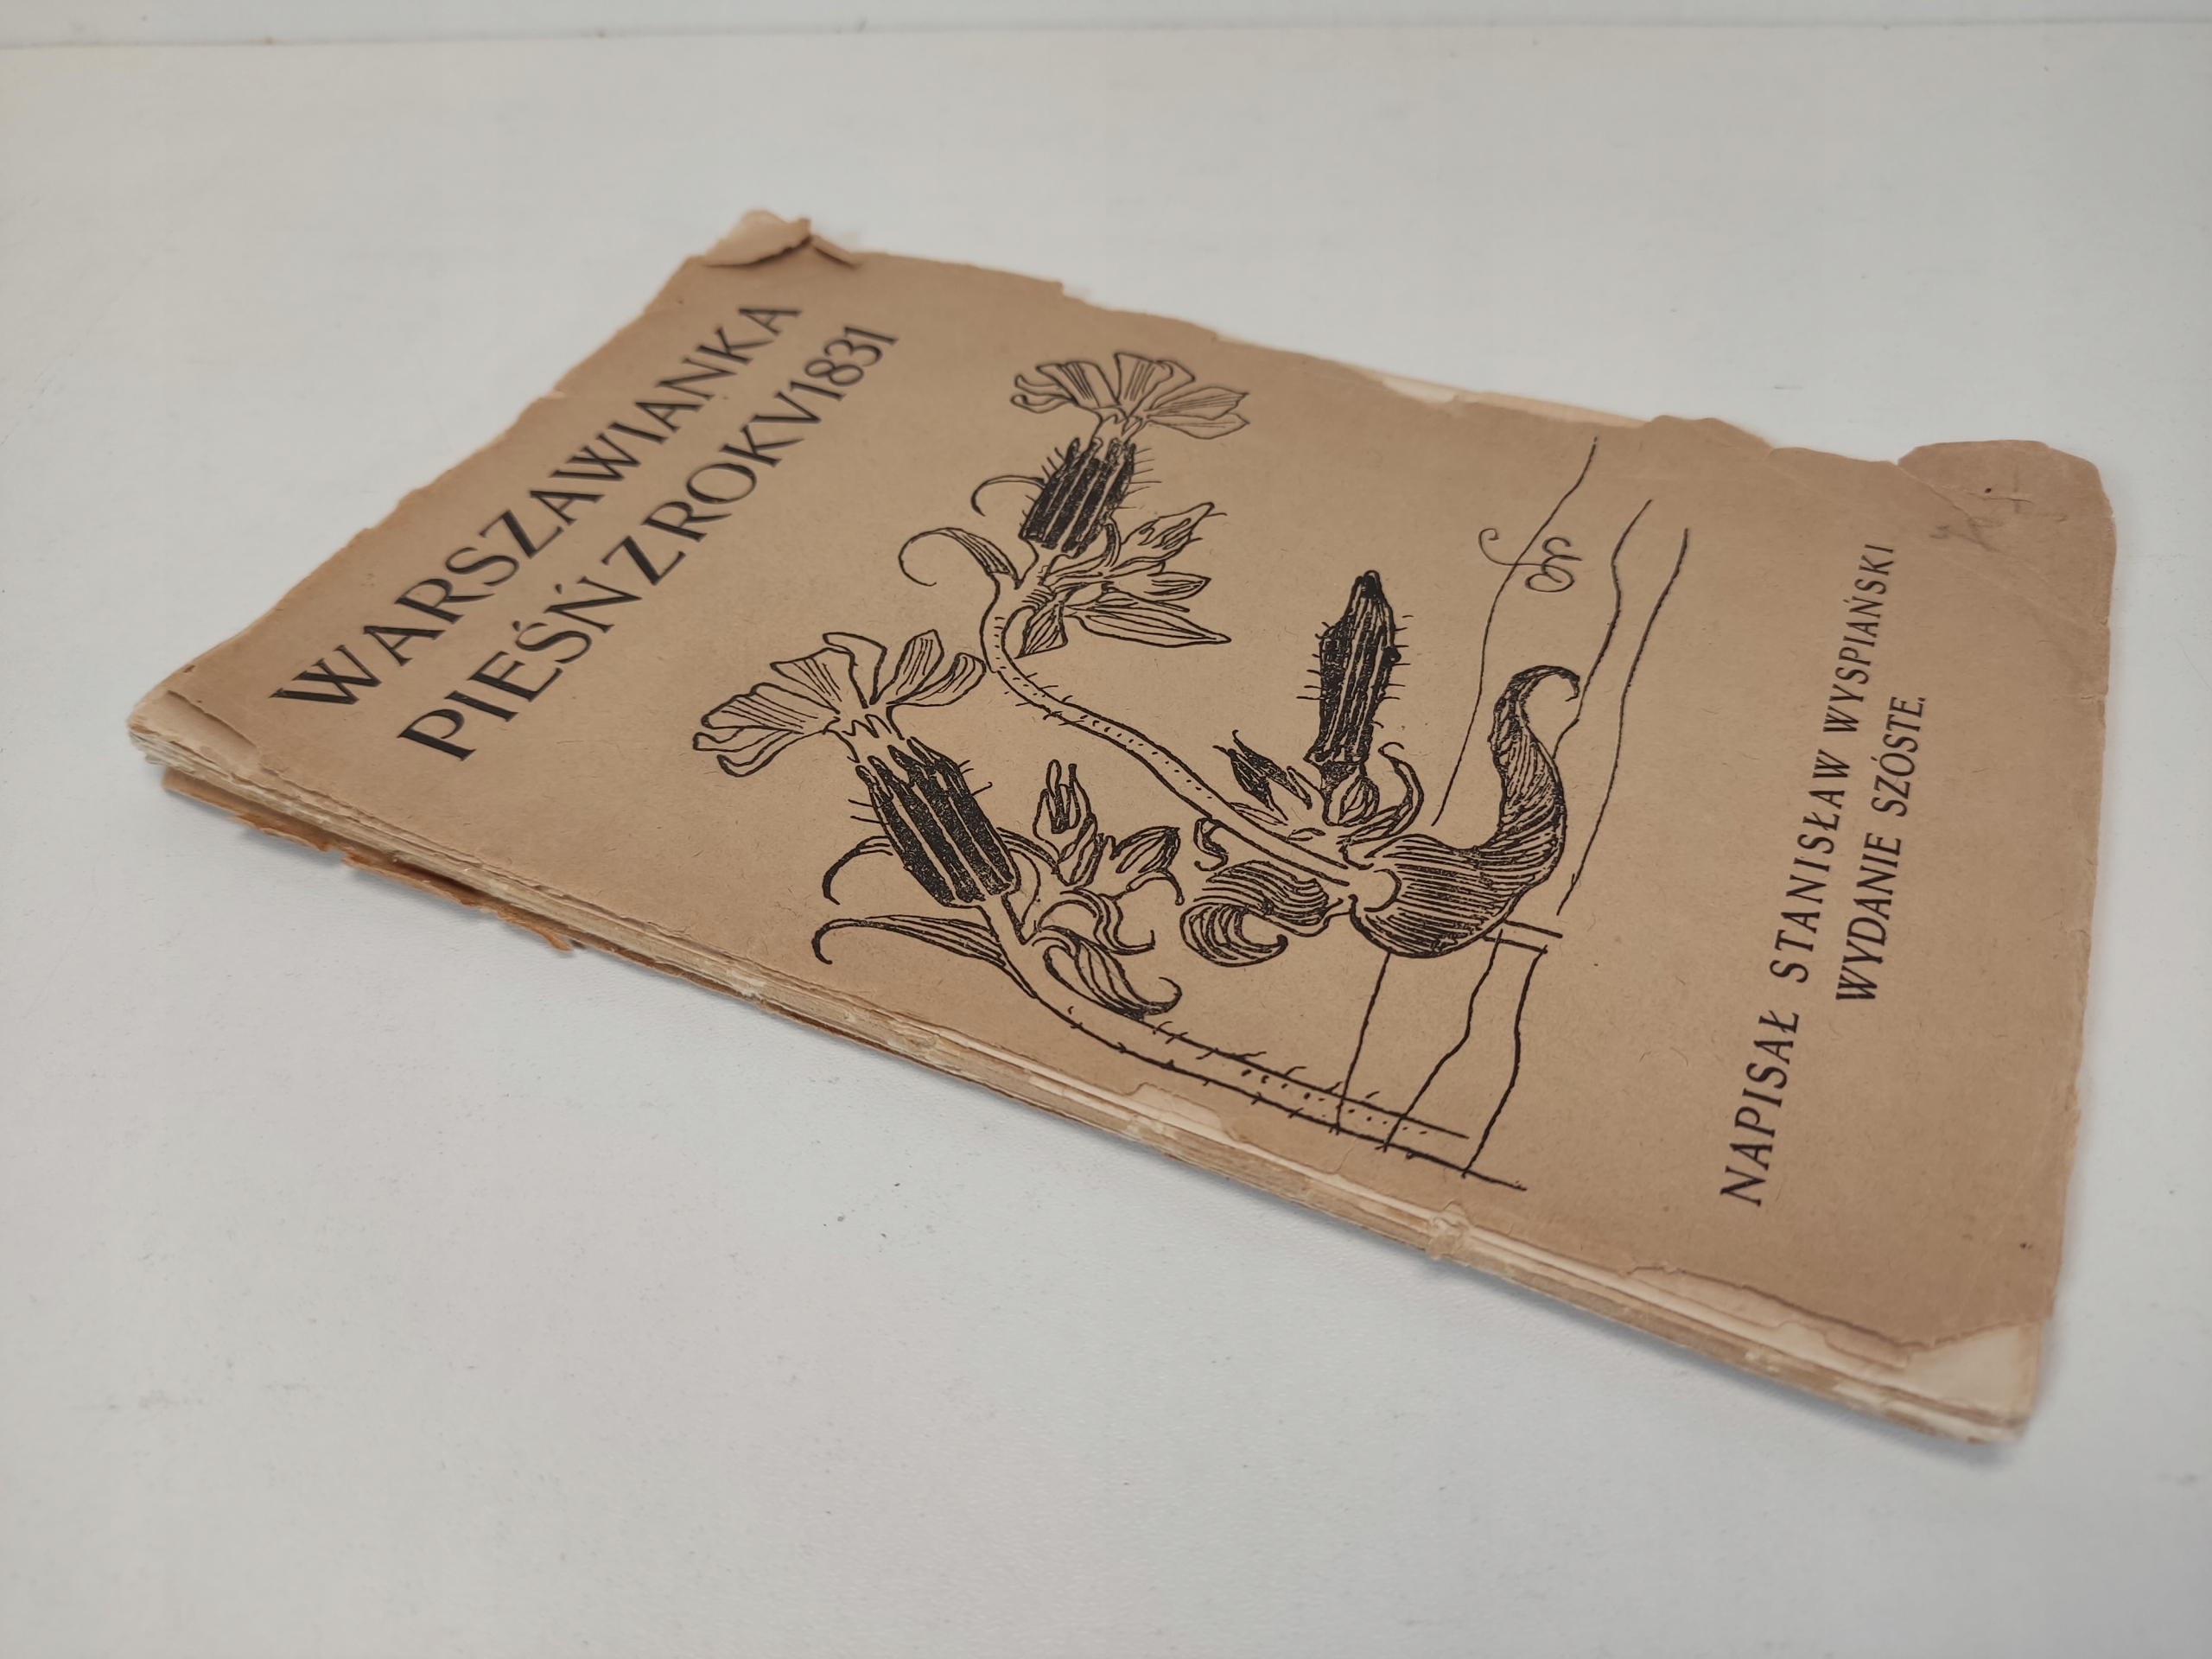 WARSZAWIANKA
PIEŚŃ Z ROKV 1831
NAPISAŁ STANISŁAW WYSPIAŃSKI
WYDANIE SZÓSTE.